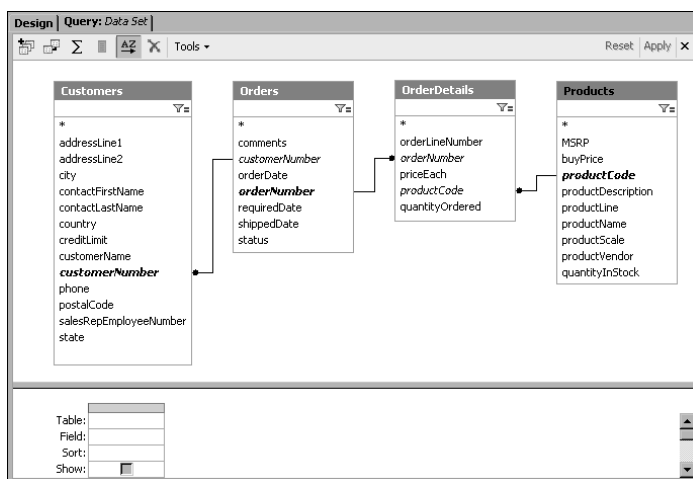 Design Query: Data Set
AZ Tools Reset Apply X
Customers
*
addressLine1
addressLine2
city
contactFirstName
contactLastName
country
creditLimit
customerName
customerNumber
phone
postalCode
salesRepEmployeeNumber
state
Orders
*
comments
customerNumber
orderDate
orderNumber
requiredDate
shippedDate
status
OrderDetails
*
orderLineNumber
orderNumber
priceEach
productCode
quantityOrdered
Products
*
MSRP
buyPrice
productCode
productDescription
productLine
productName
productScale
productVendor
quantityInStock
Table:
Field:
Sort:
Show: